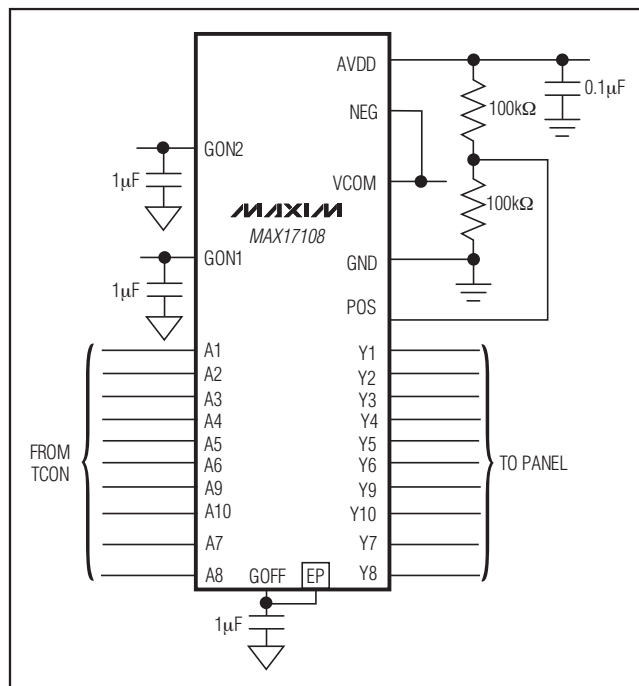 AVDD
NEG
VCOM
GND
POS
GON2
GON1
1µF
1µF
0.1µF
100kΩ
100kΩ
MAXIM
MAX17108
FROM
TCON
A1
A2
A3
A4
A5
A6
A9
A10
A7
A8
Y1
Y2
Y3
Y4
Y5
Y6
Y9
Y10
Y7
Y8
TO PANEL
GOFF
EP
1µF